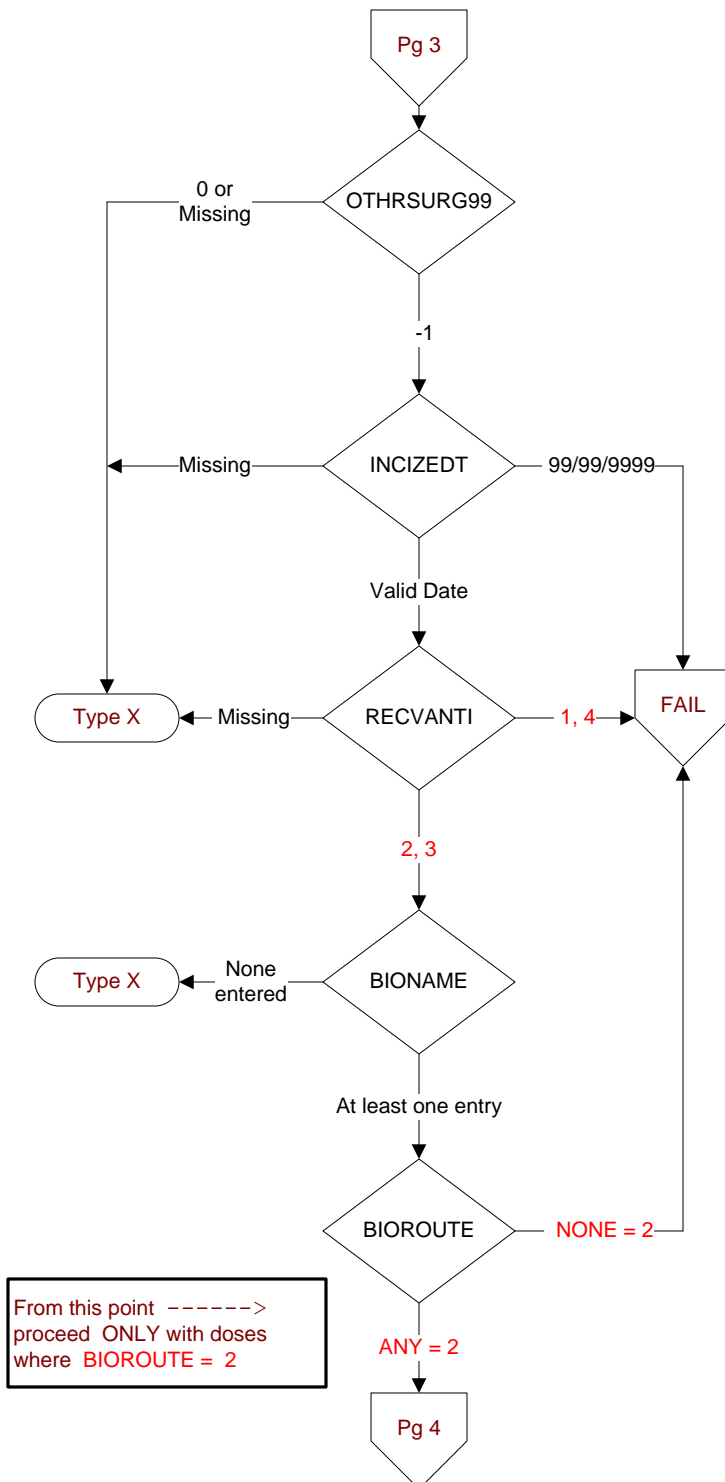 Pg 3
OTHRSURG99
0 or
Missing
-1
INCIZEDT
Missing
99/99/9999
Valid Date
Type X
Missing
RECVANTI
1, 4
FAIL
2, 3
Type X
None
entered
BIONAME
At least one entry
BIOROUTE
NONE = 2
From this point ------>
proceed ONLY with doses
where BIOROUTE = 2
ANY = 2
Pg 4